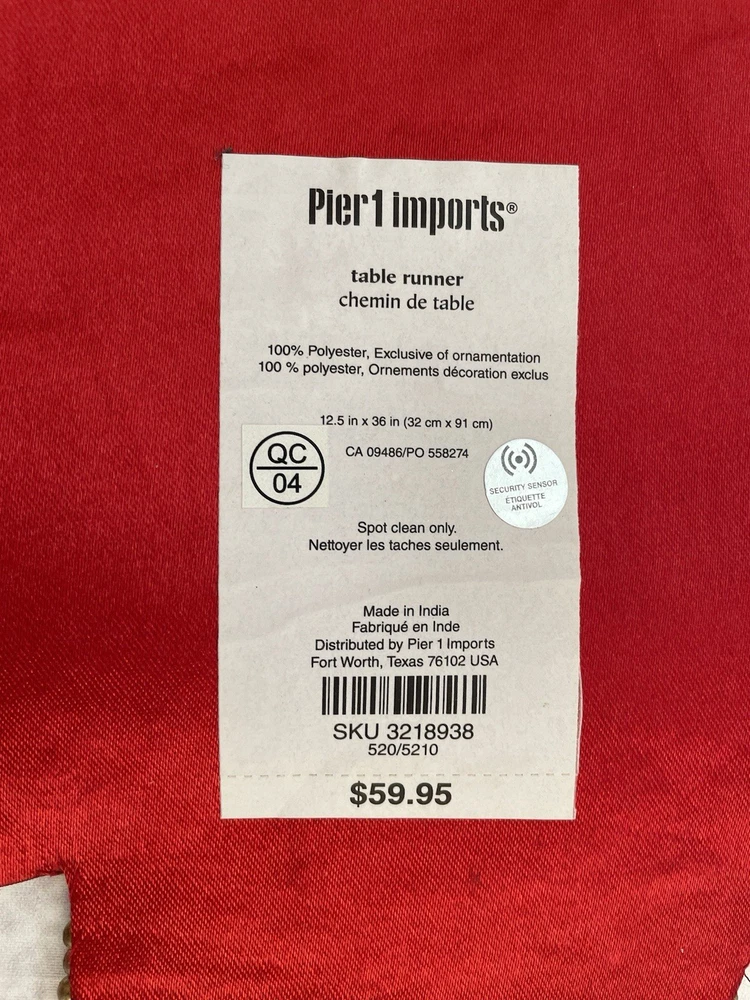 Pier 1 imports®
table runner
chemin de table
100% Polyester, Exclusive of ornamentation
100 % polyester, Ornements décoration exclus
12.5 in x 36 in (32 cm x 91 cm)
CA 09486/PO 558274
QC
04
SECURITY SENSOR
ÉTIQUETTE
ANTIVOL
Spot clean only.
Nettoyer les taches seulement.
Made in India
Fabriqué en Inde
Distributed by Pier 1 Imports
Fort Worth, Texas 76102 USA
SKU 3218938
520/5210
$59.95